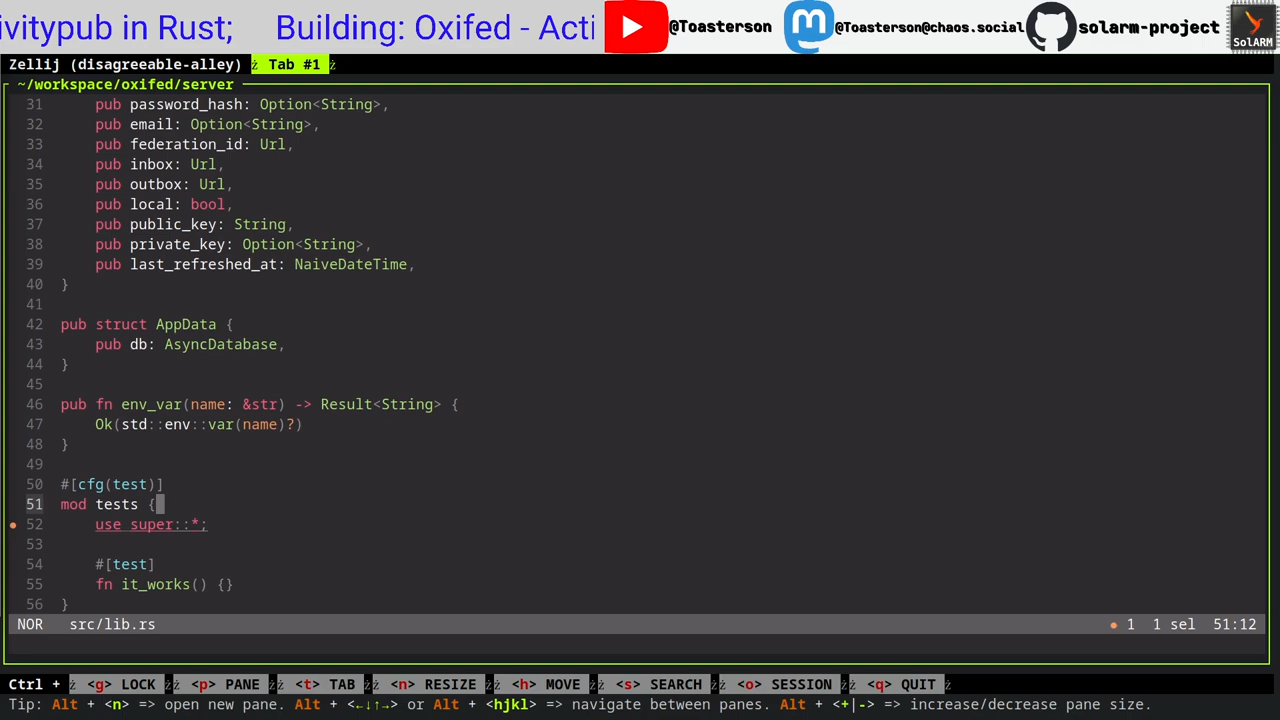 ivitypub in Rust; Building: Oxifed - Acti @Toasterson @Toasterson@chaos.social solarm-project SolARM
Zellij (disagreeable-alley) Tab #1
~/workspace/oxifed/server
31 pub password_hash: Option<String>,
32 pub email: Option<String>,
33 pub federation_id: Url,
34 pub inbox: Url,
35 pub outbox: Url,
36 pub local: bool,
37 pub public_key: String,
38 pub private_key: Option<String>,
39 pub last_refreshed_at: NaiveDateTime,
40 }
41
42 pub struct AppData {
43 pub db: AsyncDatabase,
44 }
45
46 pub fn env_var(name: &str) -> Result<String> {
47 Ok(std::env::var(name)?)
48 }
49
50 #[cfg(test)]
51 mod tests {
● 52 use super::*;
53
54 #[test]
55 fn it_works() {}
56 }
NOR src/lib.rs ● 1 1 sel 51:12
Ctrl + <g> LOCK <p> PANE <t> TAB <n> RESIZE <h> MOVE <s> SEARCH <o> SESSION <q> QUIT
Tip: Alt + <n> => open new pane. Alt + <←↓↑→> or Alt + <hjkl> => navigate between panes. Alt + <+|-> => increase/decrease pane size.